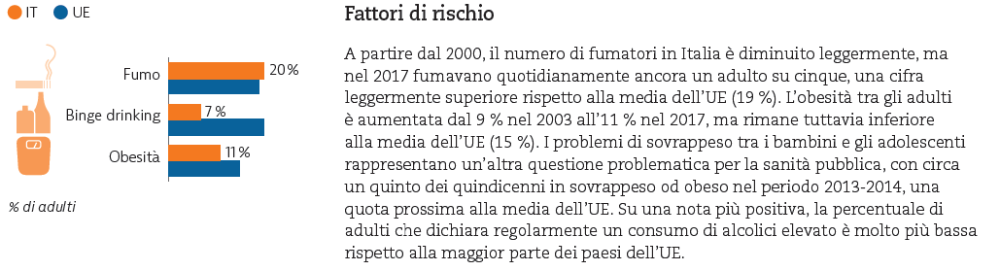 IT UE
Fumo 20 %
Binge drinking 7 %
Obesità 11 %
% di adulti
Fattori di rischio
A partire dal 2000, il numero di fumatori in Italia è diminuito leggermente, ma
nel 2017 fumavano quotidianamente ancora un adulto su cinque, una cifra
leggermente superiore rispetto alla media dell’UE (19 %). L’obesità tra gli adulti
è aumentata dal 9 % nel 2003 all’11 % nel 2017, ma rimane tuttavia inferiore
alla media dell’UE (15 %). I problemi di sovrappeso tra i bambini e gli adolescenti
rappresentano un’altra questione problematica per la sanità pubblica, con circa
un quinto dei quindicenni in sovrappeso od obeso nel periodo 2013-2014, una
quota prossima alla media dell’UE. Su una nota più positiva, la percentuale di
adulti che dichiara regolarmente un consumo di alcolici elevato è molto più bassa
rispetto alla maggior parte dei paesi dell’UE.